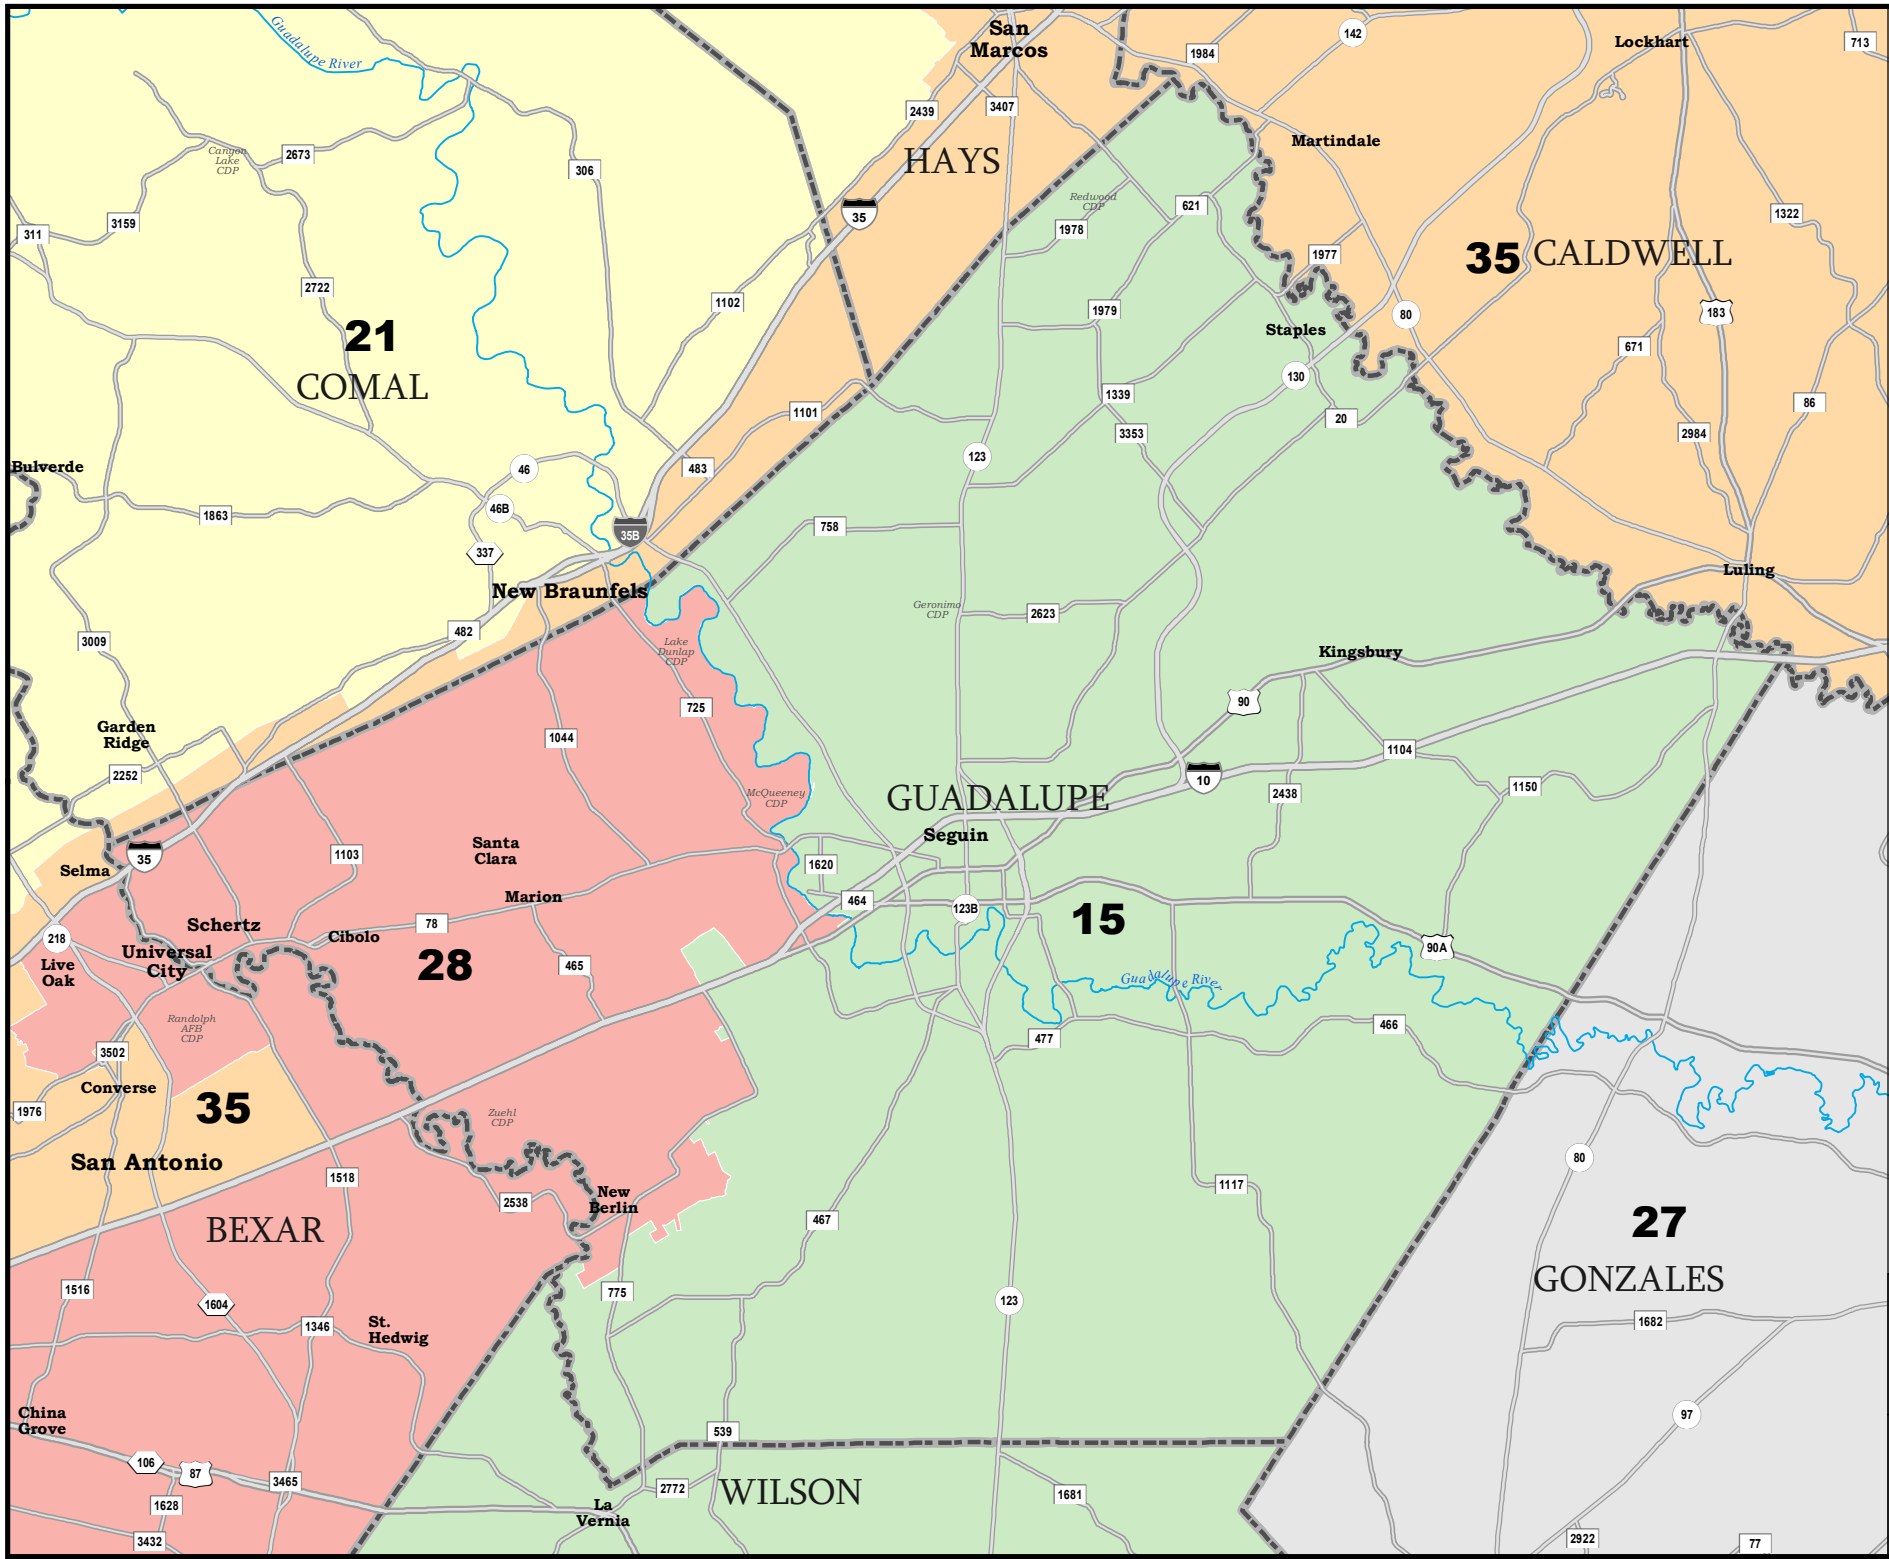 San
Marcos
142
Lockhart
713
1984
Guadalupe River
2439
3407
HAYS
Martindale
Canyon
Lake
CDP
2673
306
3159
311
35
Redwood
CDP
621
1978
1322
1977
35
CALDWELL
2722
1102
1979
80
183
21
COMAL
Staples
671
130
1339
86
1101
20
3353
2984
123
Bulverde
46
483
46B
1863
758
35B
337
Luling
New Braunfels
Geronimo
CDP
2623
482
3009
Lake
Dunlap
CDP
Kingsbury
90
725
Garden
Ridge
1044
1104
2252
10
1150
McQueeney
CDP
GUADALUPE
2438
Seguin
Santa
Clara
1103
35
Selma
1620
Marion
464
123B
15
78
Schertz
Cibolo
218
Universal
City
28
465
90A
Live
Oak
Guadalupe River
Randolph
AFB
CDP
466
477
3502
Converse
1976
35
Zuehl
CDP
San Antonio
80
1518
1117
New
Berlin
2538
BEXAR
467
27
GONZALES
1516
775
1604
123
1346
St.
Hedwig
1682
China
Grove
97
539
106
87
3465
2772
WILSON
1681
1628
La
Vernia
3432
2922
77